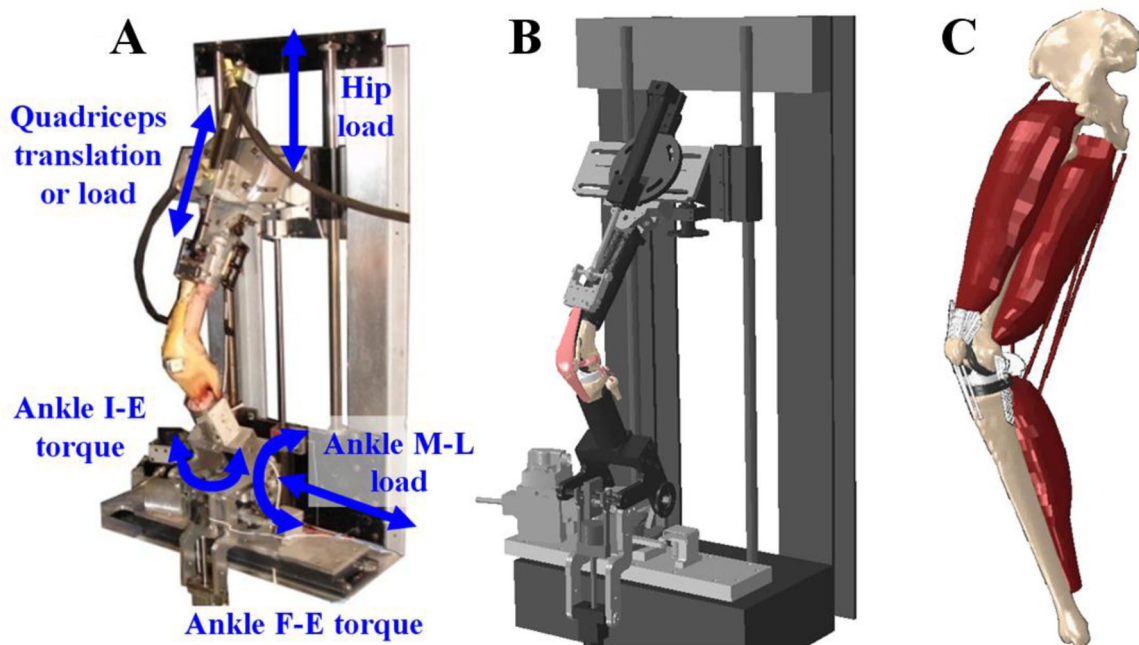 A
B
C
Hip
load
Quadriceps
translation
or load
Ankle I-E
torque
Ankle M-L
load
Ankle F-E torque